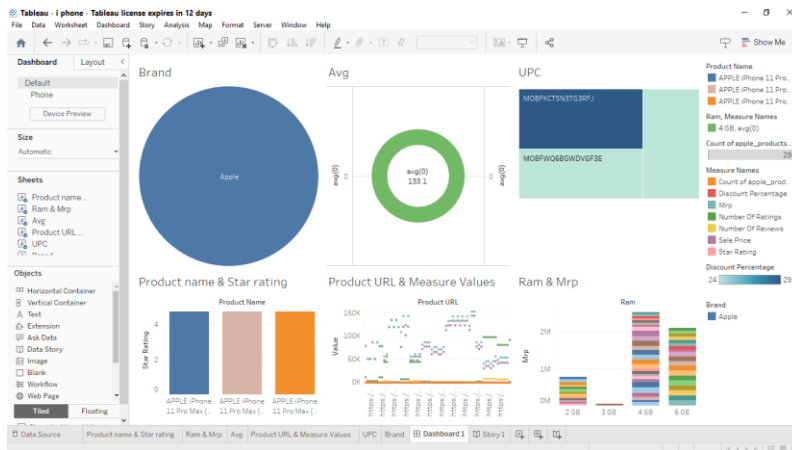 Tableau - i phone - Tableau license expires in 12 days
File Data Worksheet Dashboard Story Analysis Map Format Server Window Help
Show Me
Dashboard Layout
Default
Phone
Device Preview
Size
Automatic
Sheets
Product name...
Ram & Mrp
Avg
Product URL ...
UPC
Objects
Horizontal Container
Vertical Container
Text
Extension
Ask Data
Data Story
Image
Blank
Workflow
Web Page
Tiled Floating
Brand
Apple
Avg
avg(0) 0
avg(0)
133.1
0 avg(0)
UPC
MOBFKCTSN3TG3RFJ
MOBFWQ6BGWDVGF3E
Product name & Star rating
Product Name
Star Rating
4
2
0
APPLE iPhone
11 Pro Max (...
APPLE iPhone
11 Pro Max (...
APPLE iPhone
11 Pro Max (...
Product URL & Measure Values
Product URL
Value
150K
100K
50K
0K
https:/..
https:/..
https:/..
https:/..
https:/..
https:/..
https:/..
https:/..
https:/..
Ram & Mrp
Ram
Mrp
2M
1M
0M
2 GB 3 GB 4 GB 6 GB
Product Name
APPLE iPhone 11 Pro..
APPLE iPhone 11 Pro..
APPLE iPhone 11 Pro..
Ram, Measure Names
4 GB, avg(0)
Count of apple_products...
29
Measure Names
Count of apple_prod...
Discount Percentage
Mrp
Number Of Ratings
Number Of Reviews
Sale Price
Star Rating
Discount Percentage
24 29
Brand
Apple
Data Source Product name & Star rating Ram & Mrp Avg Product URL & Measure Values UPC Brand Dashboard 1 Story 1